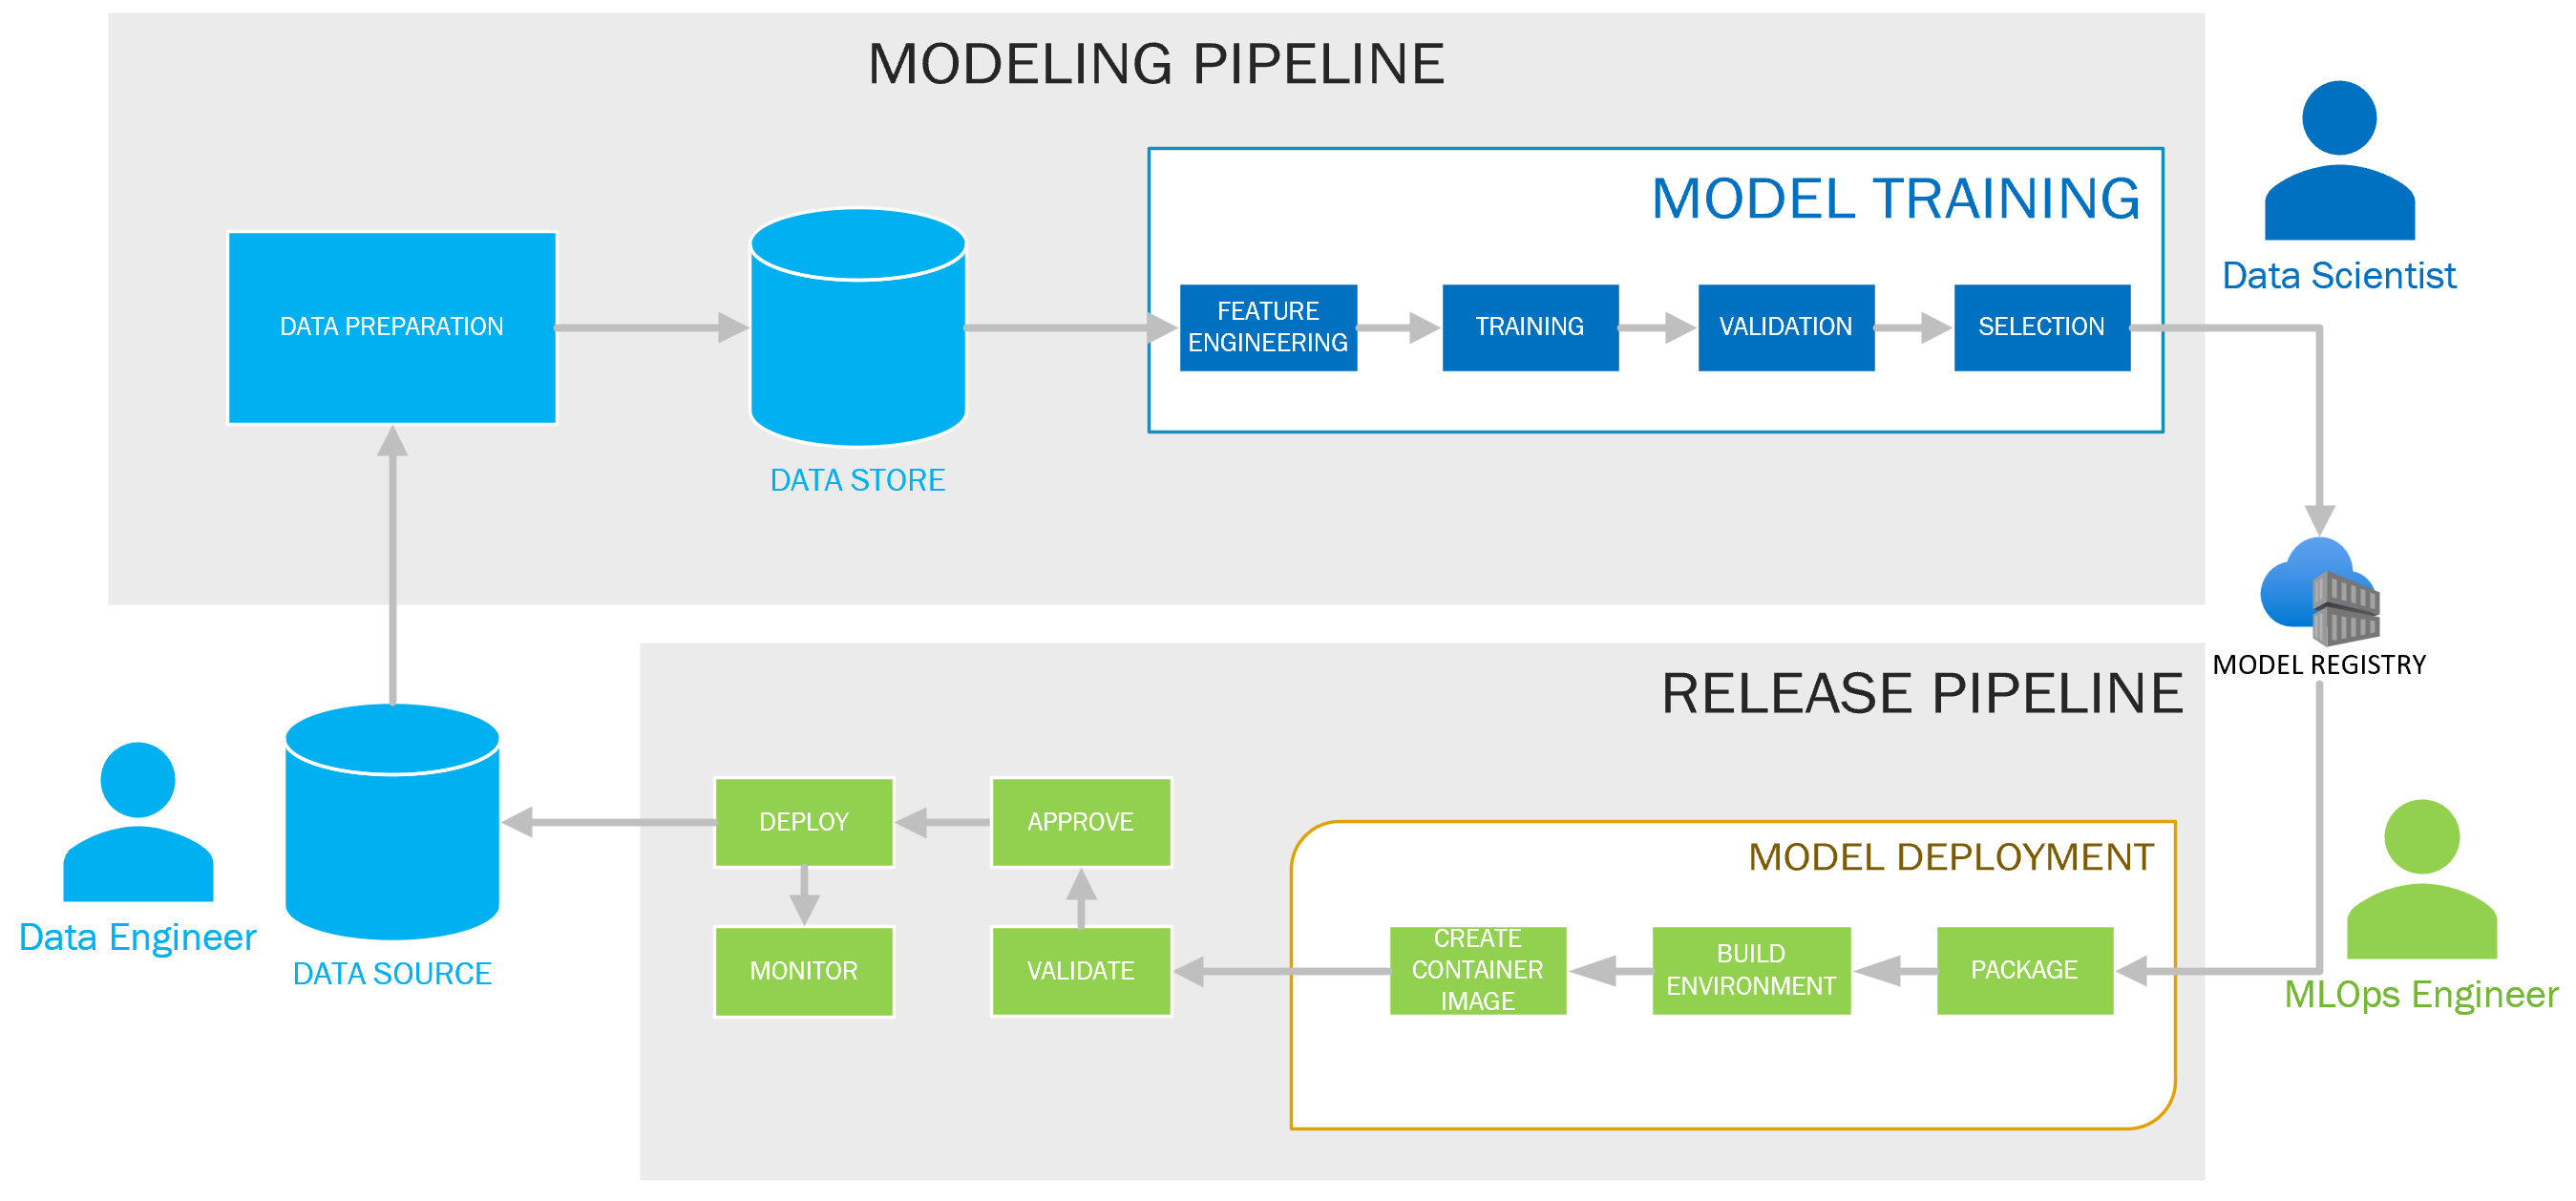 MODELING PIPELINE
MODEL TRAINING
DATA PREPARATION
DATA STORE
FEATURE
ENGINEERING
TRAINING
VALIDATION
SELECTION
Data Scientist
MODEL REGISTRY
RELEASE PIPELINE
Data Engineer
DATA SOURCE
DEPLOY
APPROVE
MONITOR
VALIDATE
MODEL DEPLOYMENT
CREATE
CONTAINER
IMAGE
BUILD
ENVIRONMENT
PACKAGE
MLOps Engineer